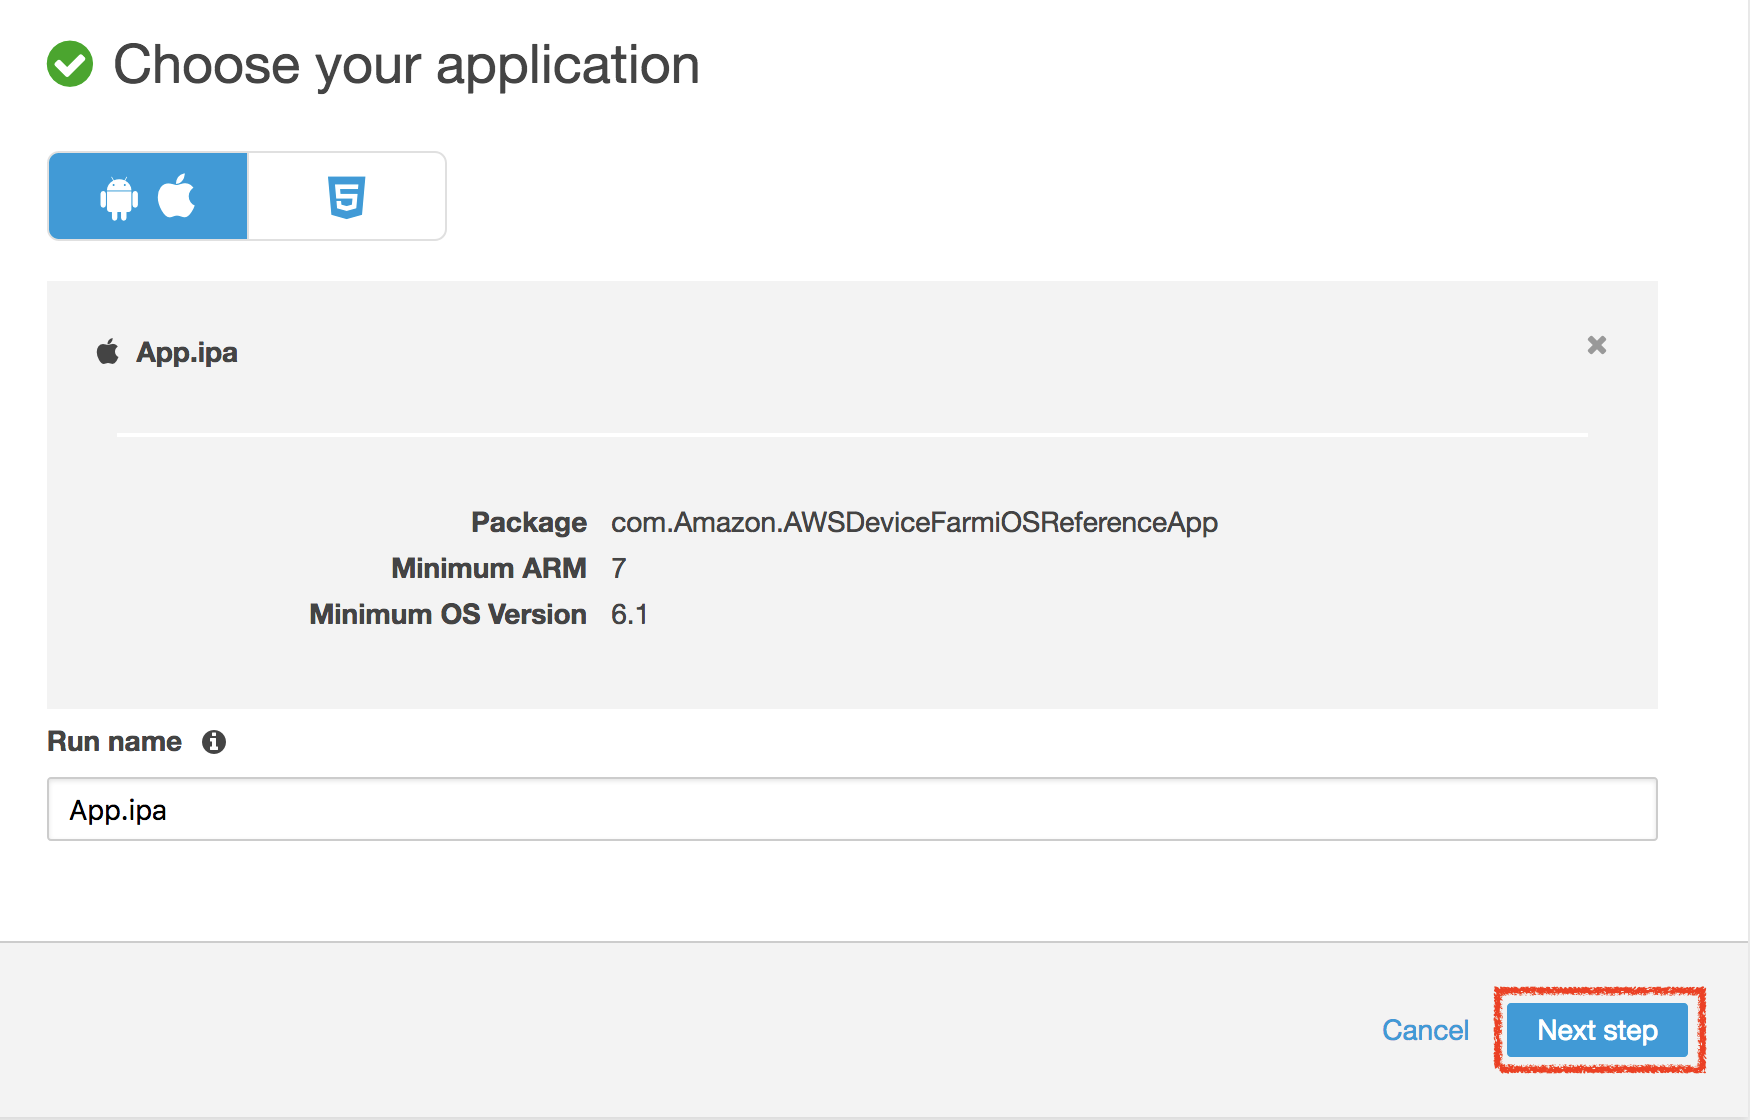 Choose your application
App.ipa
Package com.Amazon.AWSDeviceFarmiOSReferenceApp
Minimum ARM 7
Minimum OS Version 6.1
Run name
App.ipa
Cancel Next step